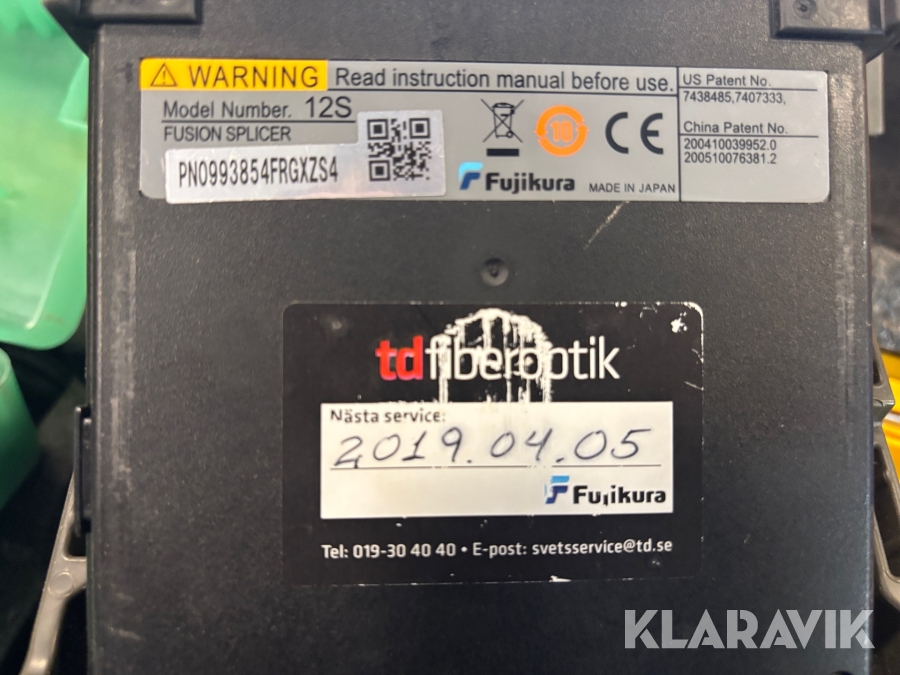 WARNING Read instruction manual before use.
Model Number. 12S
FUSION SPLICER
PN0993854FRGXZS4
10
CE
Fujikura
MADE IN JAPAN
US Patent No.
7438485,7407333,
China Patent No.
200410039952.0
200510076381.2
tdfiberoptik
Nästa service:
2019.04.05
Fujikura
Tel: 019-30 40 40 • E-post: svetsservice@td.se
KLARAVIK